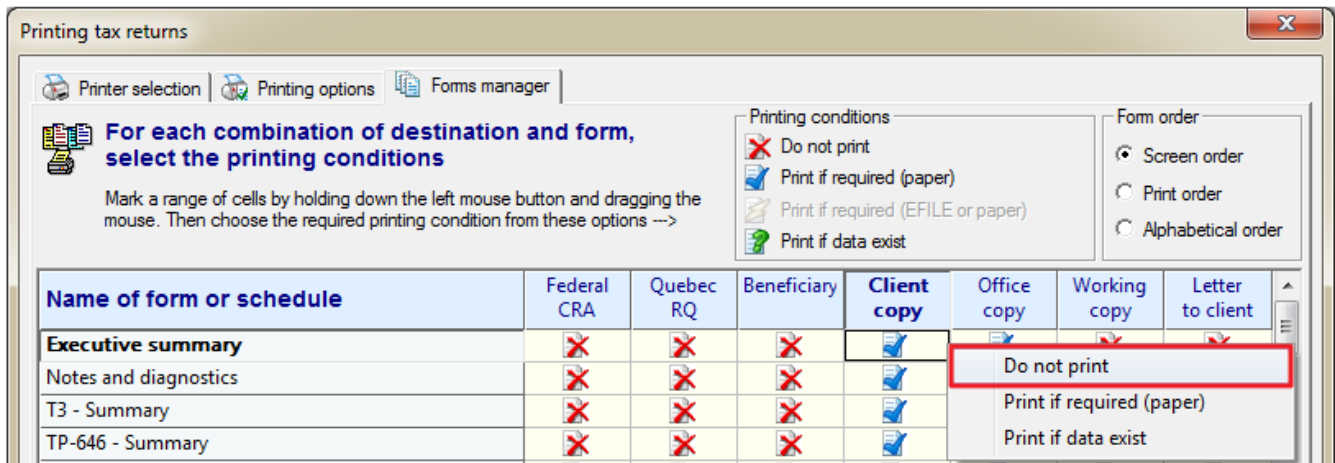 Printing tax returns
x
Printer selection
Printing options
Forms manager
For each combination of destination and form,
select the printing conditions
Mark a range of cells by holding down the left mouse button and dragging the
mouse. Then choose the required printing condition from these options --->
Printing conditions
Do not print
Print if required (paper)
Print if required (EFILE or paper)
Print if data exist
Form order
Screen order
Print order
Alphabetical order
Name of form or schedule
Federal
CRA
Quebec
RQ
Beneficiary
Client
copy
Office
copy
Working
copy
Letter
to client
Executive summary
Notes and diagnostics
T3 - Summary
TP-646 - Summary
Do not print
Print if required (paper)
Print if data exist